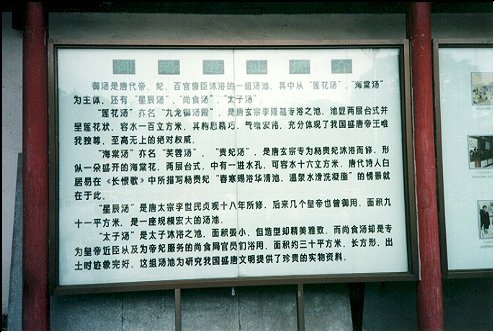 御汤是唐代帝、妃、百官僚臣沐浴的一组汤池，其中从“莲花汤”，“海棠汤”
为主体，还有“星辰汤”，“尚食汤”，“太子汤”
“莲花汤”亦名“九龙御汤殿”，是唐玄宗李隆基专浴之池，池显两层台式并
呈莲花状，容水一百立方米，其构思精巧，气魄宏浴，充分体现了我国盛唐帝王唯
我独尊，至高无上的绝对权威。
“海棠汤”亦名“芙蓉汤”，“贵妃汤”，是唐玄宗专为杨贵妃沐浴而修，形
似一朵盛开的海棠花，两层台式，中有一进水孔，可容水十六立方米，唐代诗人白
居易在《长恨歌》中所描写杨贵妃“春寒赐浴华清池，温泉水滑洗凝脂”的情景就
在于此。
“星辰汤”是唐太宗李世民贞观十八年所修，后来几个皇帝也曾御用，面积九
十一平方米，是一座规模宏大的汤池。
“太子汤”是太子沐浴之池，面积虽小，但造型却精美雅致，而尚食汤却是专
为皇帝近臣从及为帝妃服务的尚食局官员们浴用，面积约三十平方米，长方形，出
土时迹象完好，这组汤池为研究我国盛唐文明提供了珍贵的实物资料。